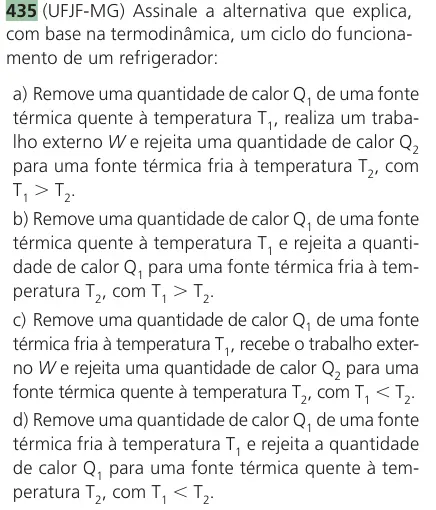 435 (UFJF-MG) Assinale a alternativa que explica,
com base na termodinâmica, um ciclo do funciona-
mento de um refrigerador:
a) Remove uma quantidade de calor Q₁ de uma fonte
térmica quente à temperatura T₁, realiza um traba-
lho externo W e rejeita uma quantidade de calor Q₂
para uma fonte térmica fria à temperatura T₂, com
T₁ > T₂.
b) Remove uma quantidade de calor Q₁ de uma fonte
térmica quente à temperatura T₁ e rejeita a quanti-
dade de calor Q₁ para uma fonte térmica fria à tem-
peratura T₂, com T₁ > T₂.
c) Remove uma quantidade de calor Q₁ de uma fonte
térmica fria à temperatura T₁, recebe o trabalho exter-
no W e rejeita uma quantidade de calor Q₂ para uma
fonte térmica quente à temperatura T₂, com T₁ < T₂.
d) Remove uma quantidade de calor Q₁ de uma fonte
térmica fria à temperatura T₁ e rejeita a quantidade
de calor Q₁ para uma fonte térmica quente à tem-
peratura T₂, com T₁ < T₂.